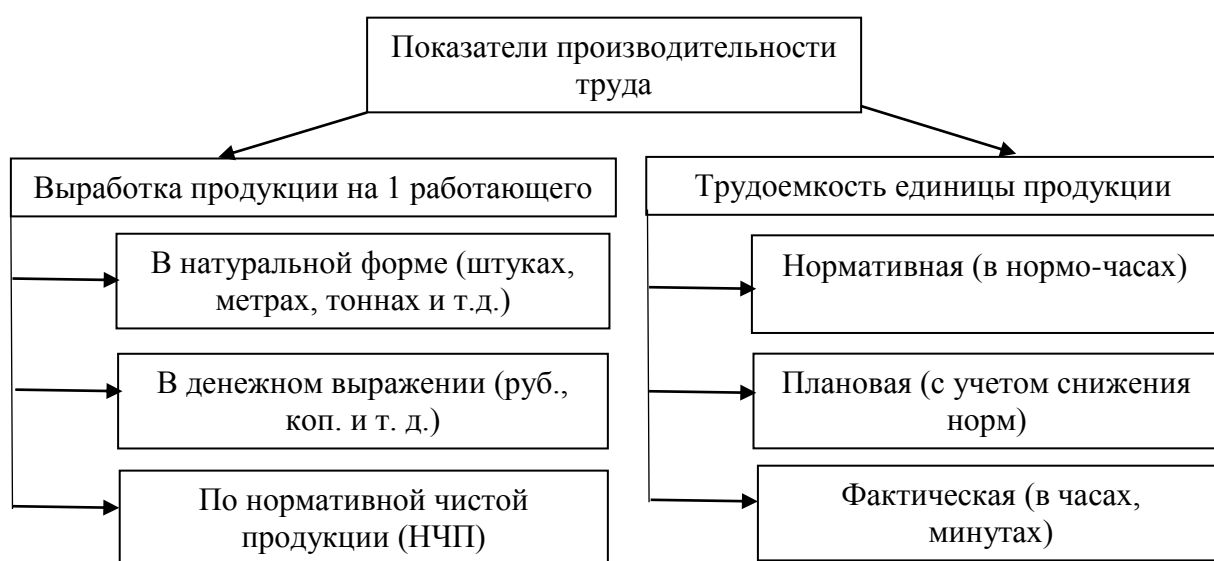 Показатели производительности
труда
Выработка продукции на 1 работающего
В натуральной форме (штуках,
метрах, тоннах и т.д.)
В денежном выражении (руб.,
коп. и т. д.)
По нормативной чистой
продукции (НЧП)
Трудоемкость единицы продукции
Нормативная (в нормо-часах)
Плановая (с учетом снижения
норм)
Фактическая (в часах,
минутах)